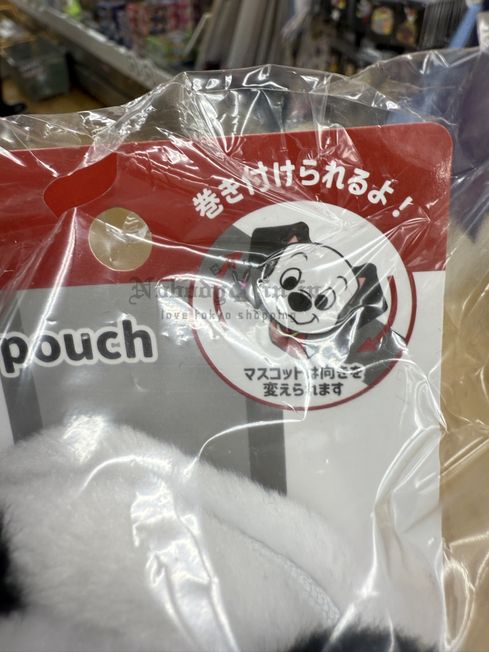 巻き付けられるよ！
love tokyo shopping
pouch
マスコットは向きを
変えられます